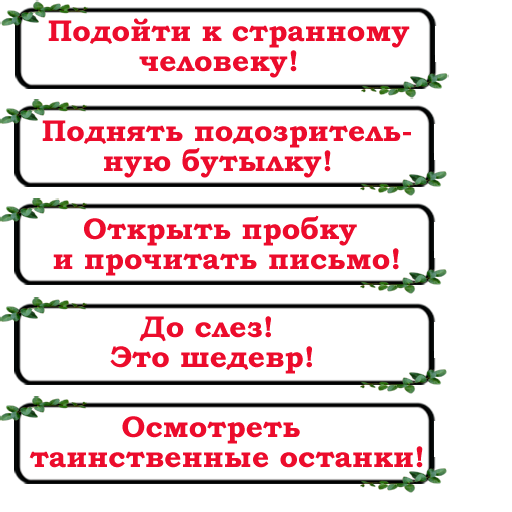 Подойти к странному
человеку!
Поднять подозритель-
ную бутылку!
Открыть пробку
и прочитать письмо!
До слез!
Это шедевр!
Осмотреть
таинственные останки!